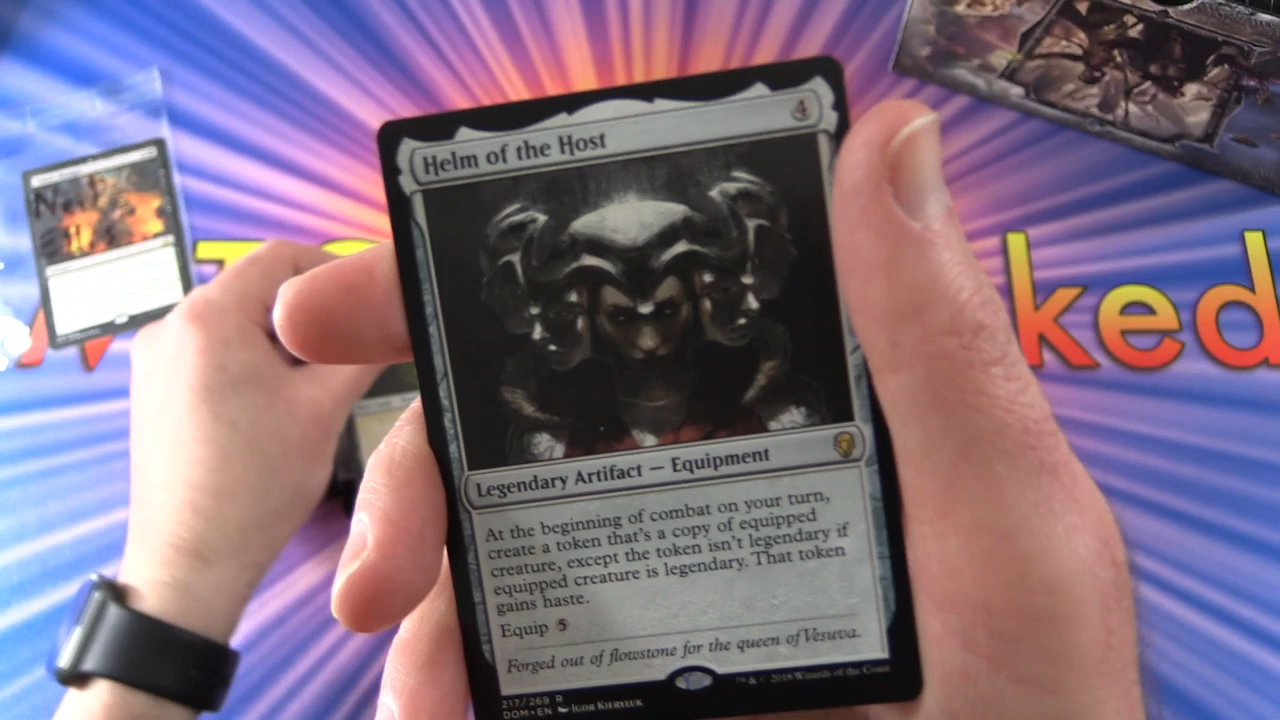 Helm of the Host 4
Legendary Artifact — Equipment
At the beginning of combat on your turn,
create a token that's a copy of equipped
creature, except the token isn't legendary if
equipped creature is legendary. That token
gains haste.
Equip 5
Forged out of flowstone for the queen of Vesuva.
217/269 R
DOM • EN Igor Kieryluk
™ & © 2018 Wizards of the Coast
ked